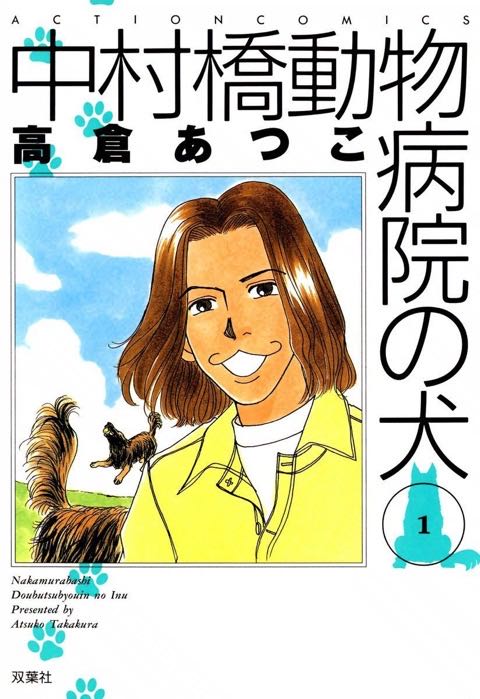 ACTION COMICS
中村橋動物病院の犬
高倉あつこ
1
Nakamurabashi
Doubutsubyouin no Inu
Presented by
Atsuko Takakura
双葉社